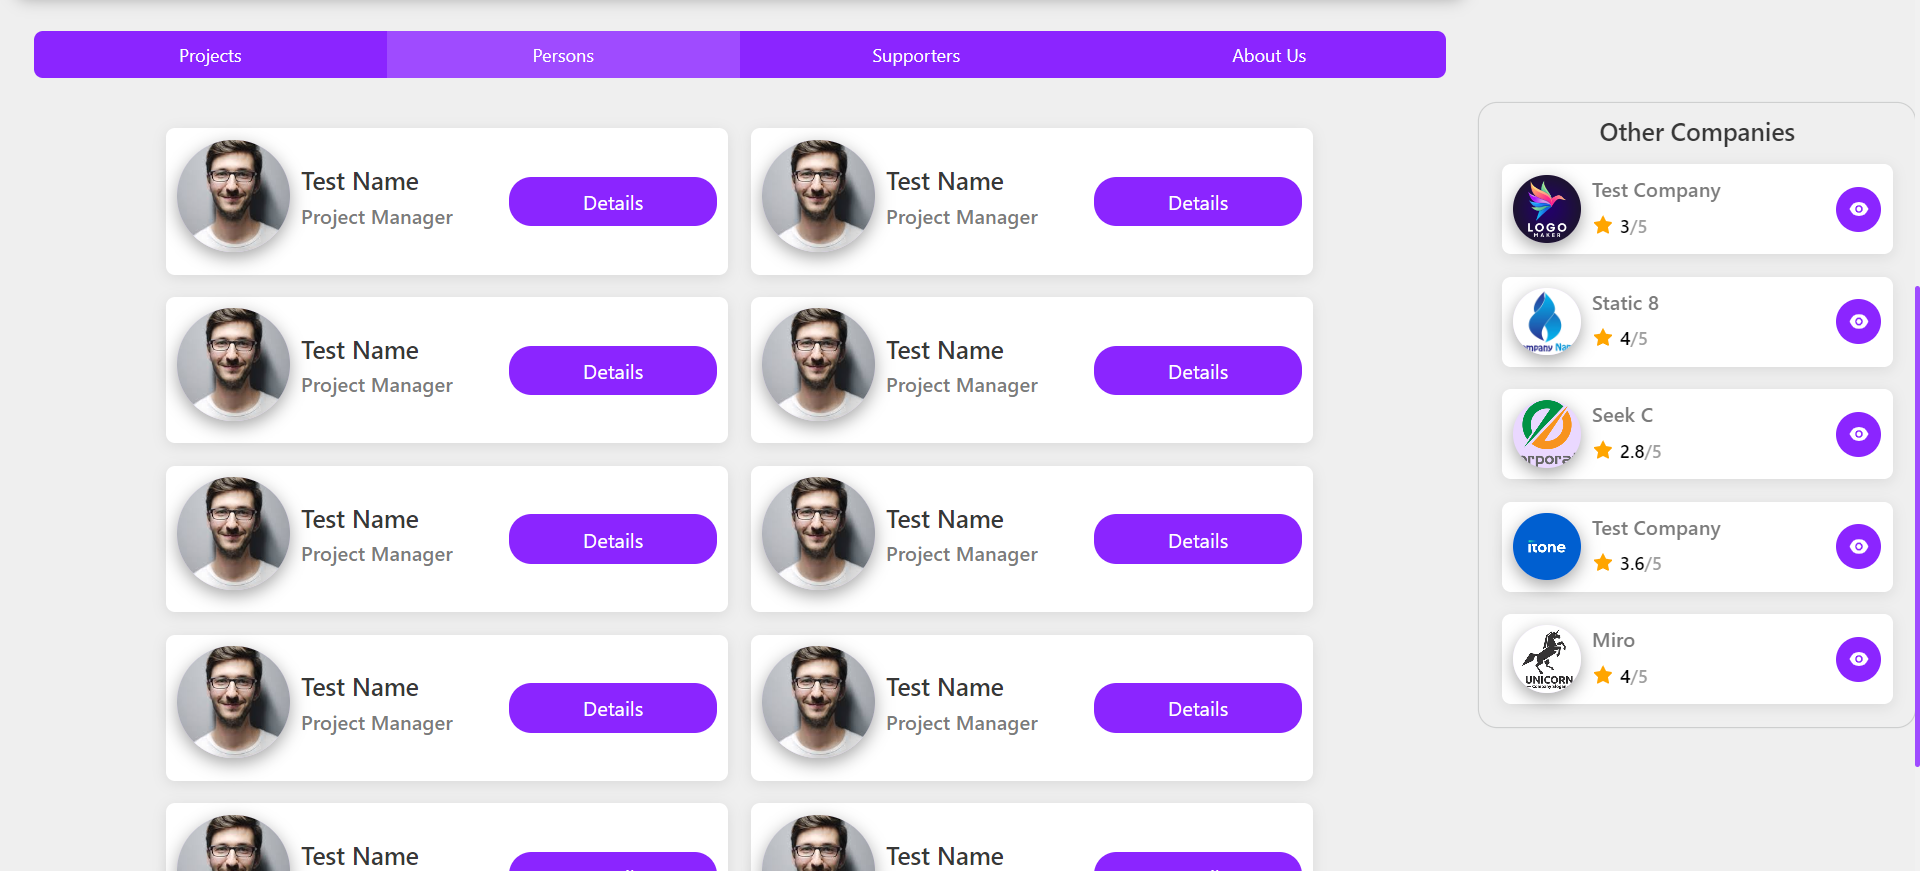 Projects
Persons
Supporters
About Us
Test Name
Project Manager
Details
Test Name
Project Manager
Details
Test Name
Project Manager
Details
Test Name
Project Manager
Details
Test Name
Project Manager
Details
Test Name
Project Manager
Details
Test Name
Project Manager
Details
Test Name
Project Manager
Details
Test Name
Test Name
Other Companies
LOGO
MAKER
Test Company
3/5
Static 8
4/5
Seek C
2.8/5
itone
Test Company
3.6/5
UNICORN
Miro
4/5